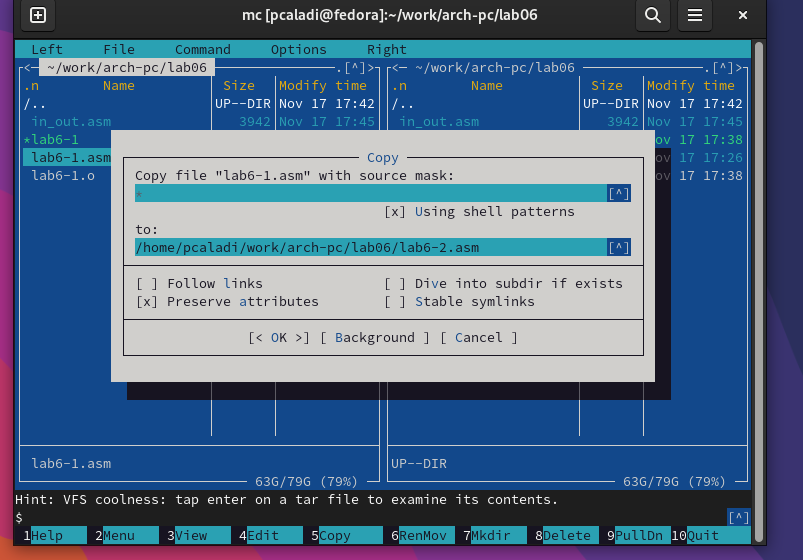 mc [pcaladi@fedora]:~/work/arch-pc/lab06
Left File Command Options Right
<─ ~/work/arch-pc/lab06 .[^]> <─ ~/work/arch-pc/lab06 .[^]>
.n Name Size Modify time .n Name Size Modify time
/.. UP--DIR Nov 17 17:42 /.. UP--DIR Nov 17 17:42
in_out.asm 3942 Nov 17 17:45 in_out.asm 3942 Nov 17 17:45
*lab6-1 ov 17 17:38
lab6-1.asm ov 17 17:26
lab6-1.o ov 17 17:38
Copy
Copy file "lab6-1.asm" with source mask:
* [^]
[x] Using shell patterns
to:
/home/pcaladi/work/arch-pc/lab06/lab6-2.asm [^]
[ ] Follow links [ ] Dive into subdir if exists
[x] Preserve attributes [ ] Stable symlinks
[< OK >] [ Background ] [ Cancel ]
lab6-1.asm UP--DIR
63G/79G (79%) 63G/79G (79%)
Hint: VFS coolness: tap enter on a tar file to examine its contents.
$ [^]
1Help 2Menu 3View 4Edit 5Copy 6RenMov 7Mkdir 8Delete 9PullDn 10Quit